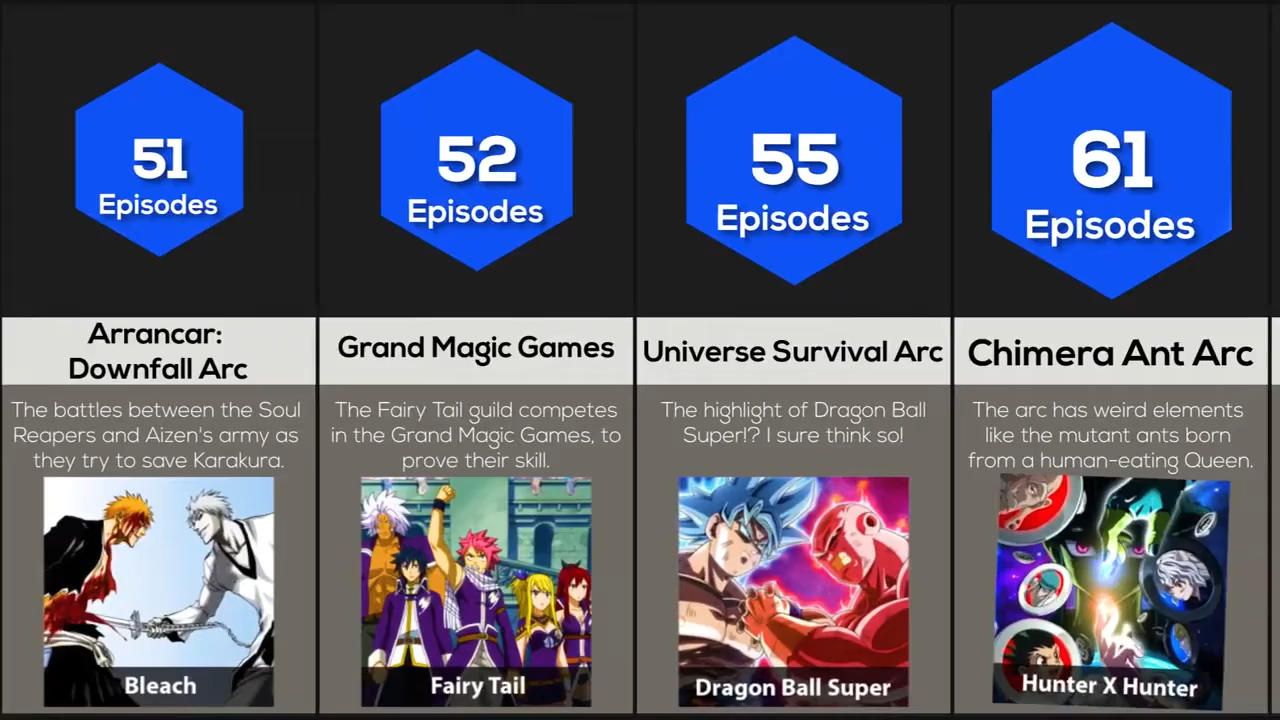 51
Episodes
Arrancar:
Downfall Arc
The battles between the Soul
Reapers and Aizen's army as
they try to save Karakura.
Bleach
52
Episodes
Grand Magic Games
The Fairy Tail guild competes
in the Grand Magic Games, to
prove their skill.
Fairy Tail
55
Episodes
Universe Survival Arc
The highlight of Dragon Ball
Super!? I sure think so!
Dragon Ball Super
61
Episodes
Chimera Ant Arc
The arc has weird elements
like the mutant ants born
from a human-eating Queen.
Hunter X Hunter